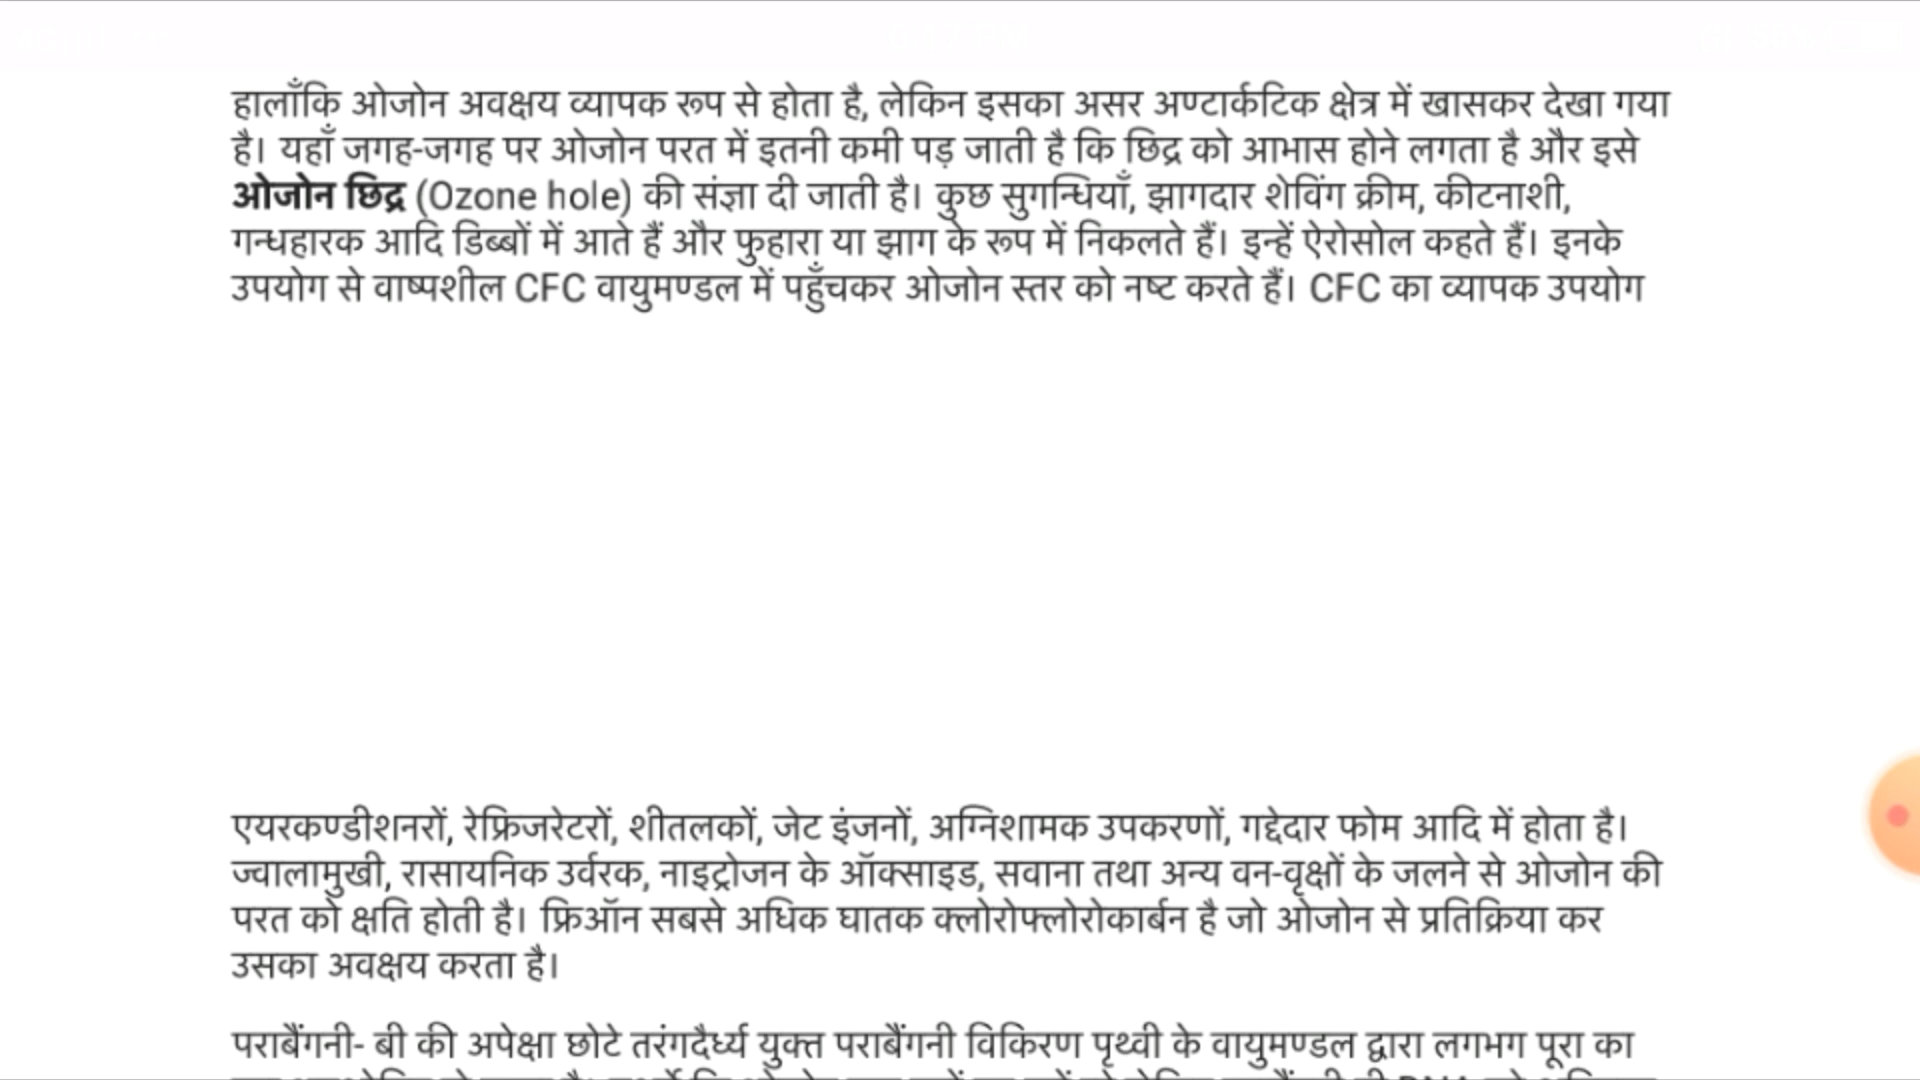 हालाँकि ओजोन अवक्षय व्यापक रूप से होता है, लेकिन इसका असर अण्टार्कटिक क्षेत्र में खासकर देखा गया
है। यहाँ जगह-जगह पर ओजोन परत में इतनी कमी पड़ जाती है कि छिद्र को आभास होने लगता है और इसे
ओजोन छिद्र (Ozone hole) की संज्ञा दी जाती है। कुछ सुगन्धियाँ, झागदार शेविंग क्रीम, कीटनाशी,
गन्धहारक आदि डिब्बों में आते हैं और फुहारा या झाग के रूप में निकलते हैं। इन्हें ऐरोसोल कहते हैं। इनके
उपयोग से वाष्पशील CFC वायुमण्डल में पहुँचकर ओजोन स्तर को नष्ट करते हैं। CFC का व्यापक उपयोग
एयरकण्डीशनरों, रेफ्रिजरेटरों, शीतलकों, जेट इंजनों, अग्निशामक उपकरणों, गद्देदार फोम आदि में होता है।
ज्वालामुखी, रासायनिक उर्वरक, नाइट्रोजन के ऑक्साइड, सवाना तथा अन्य वन-वृक्षों के जलने से ओजोन की
परत को क्षति होती है। फ्रिऑन सबसे अधिक घातक क्लोरोफ्लोरोकार्बन है जो ओजोन से प्रतिक्रिया कर
उसका अवक्षय करता है।
पराबैंगनी- बी की अपेक्षा छोटे तरंगदैर्ध्य युक्त पराबैंगनी विकिरण पृथ्वी के वायुमण्डल द्वारा लगभग पूरा का